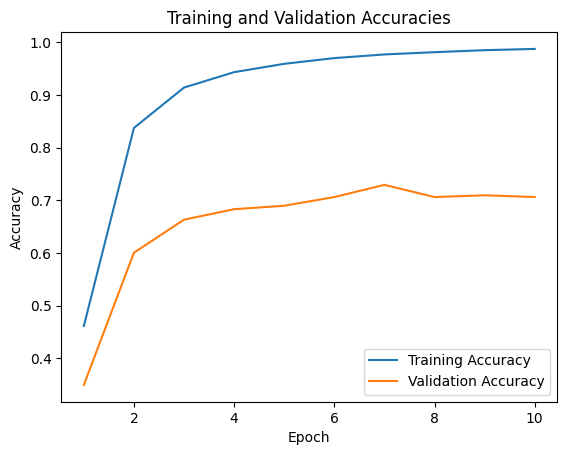 Training and Validation Accuracies
1.0
0.9
0.8
0.7
0.6
0.5
0.4
Accuracy
Training Accuracy
Validation Accuracy
2 4 6 8 10
Epoch